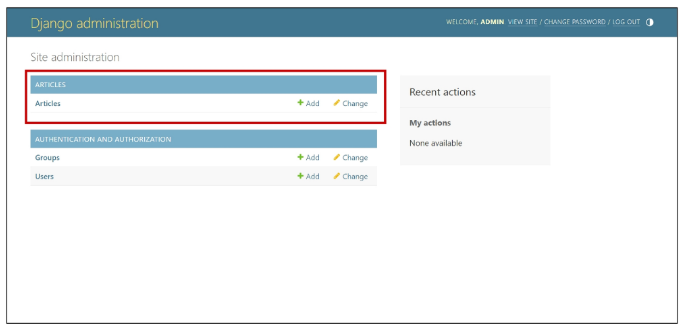 Django administration
WELCOME, ADMIN VIEW SITE / CHANGE PASSWORD / LOG OUT
Site administration
ARTICLES
Articles + Add Change
AUTHENTICATION AND AUTHORIZATION
Groups + Add Change
Users + Add Change
Recent actions
My actions
None available